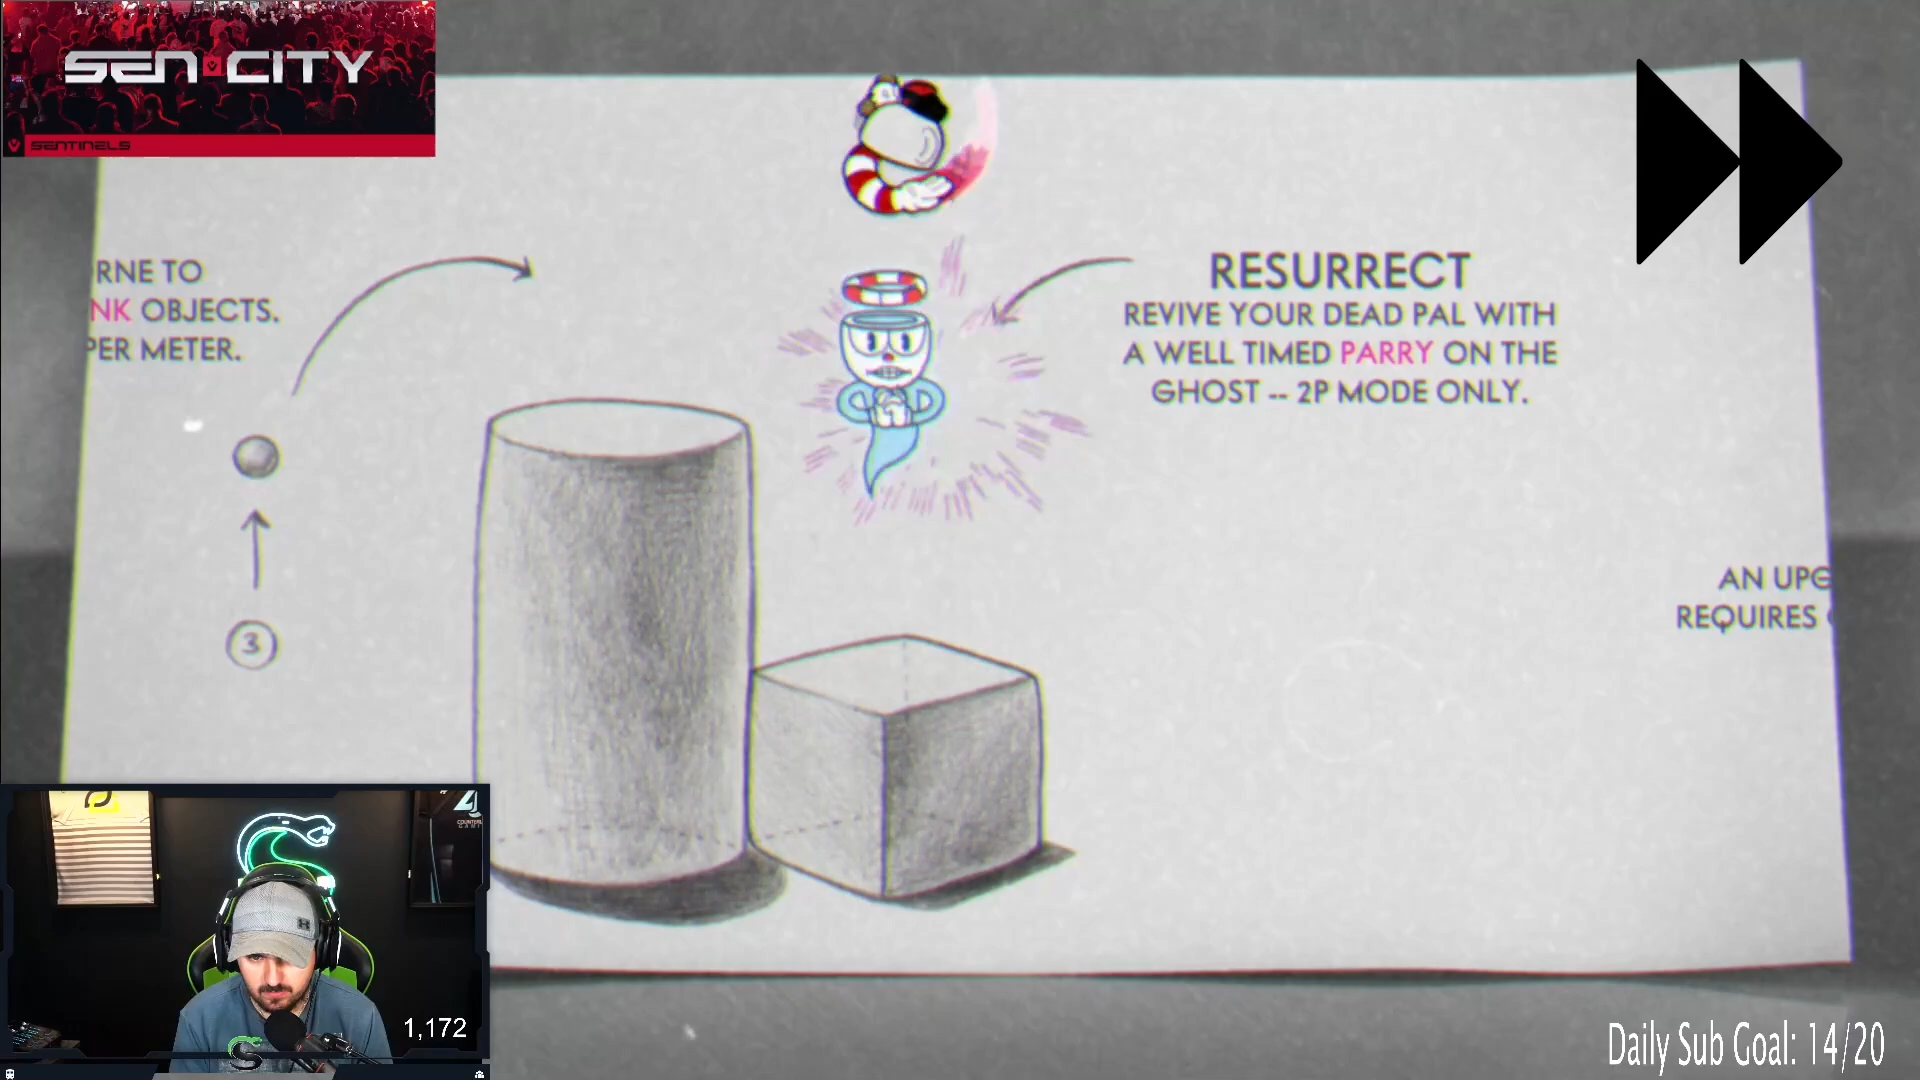 SEN CITY
SENTINELS
RNE TO
NK OBJECTS.
PER METER.
3
RESURRECT
REVIVE YOUR DEAD PAL WITH
A WELL TIMED PARRY ON THE
GHOST -- 2P MODE ONLY.
AN UPG
REQUIRES
1,172
Daily Sub Goal: 14/20